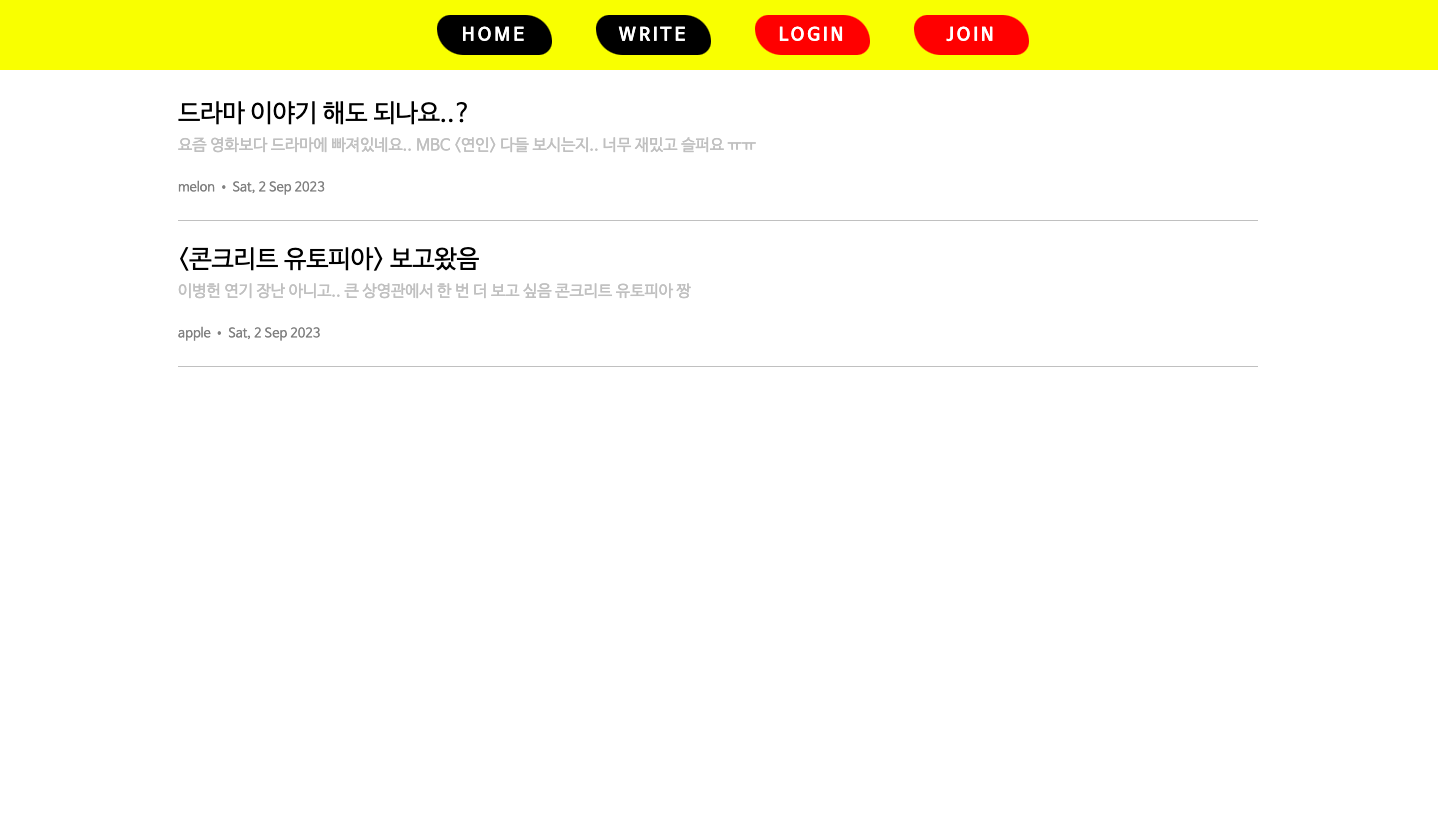 HOME WRITE LOGIN JOIN
드라마 이야기 해도 되나요..?
요즘 영화보다 드라마에 빠져있네요.. MBC <연인> 다들 보시는지.. 너무 재밌고 슬퍼요 ㅠㅠ
melon • Sat, 2 Sep 2023
<콘크리트 유토피아> 보고왔음
이병헌 연기 장난 아니고.. 큰 상영관에서 한 번 더 보고 싶음 콘크리트 유토피아 짱
apple • Sat, 2 Sep 2023